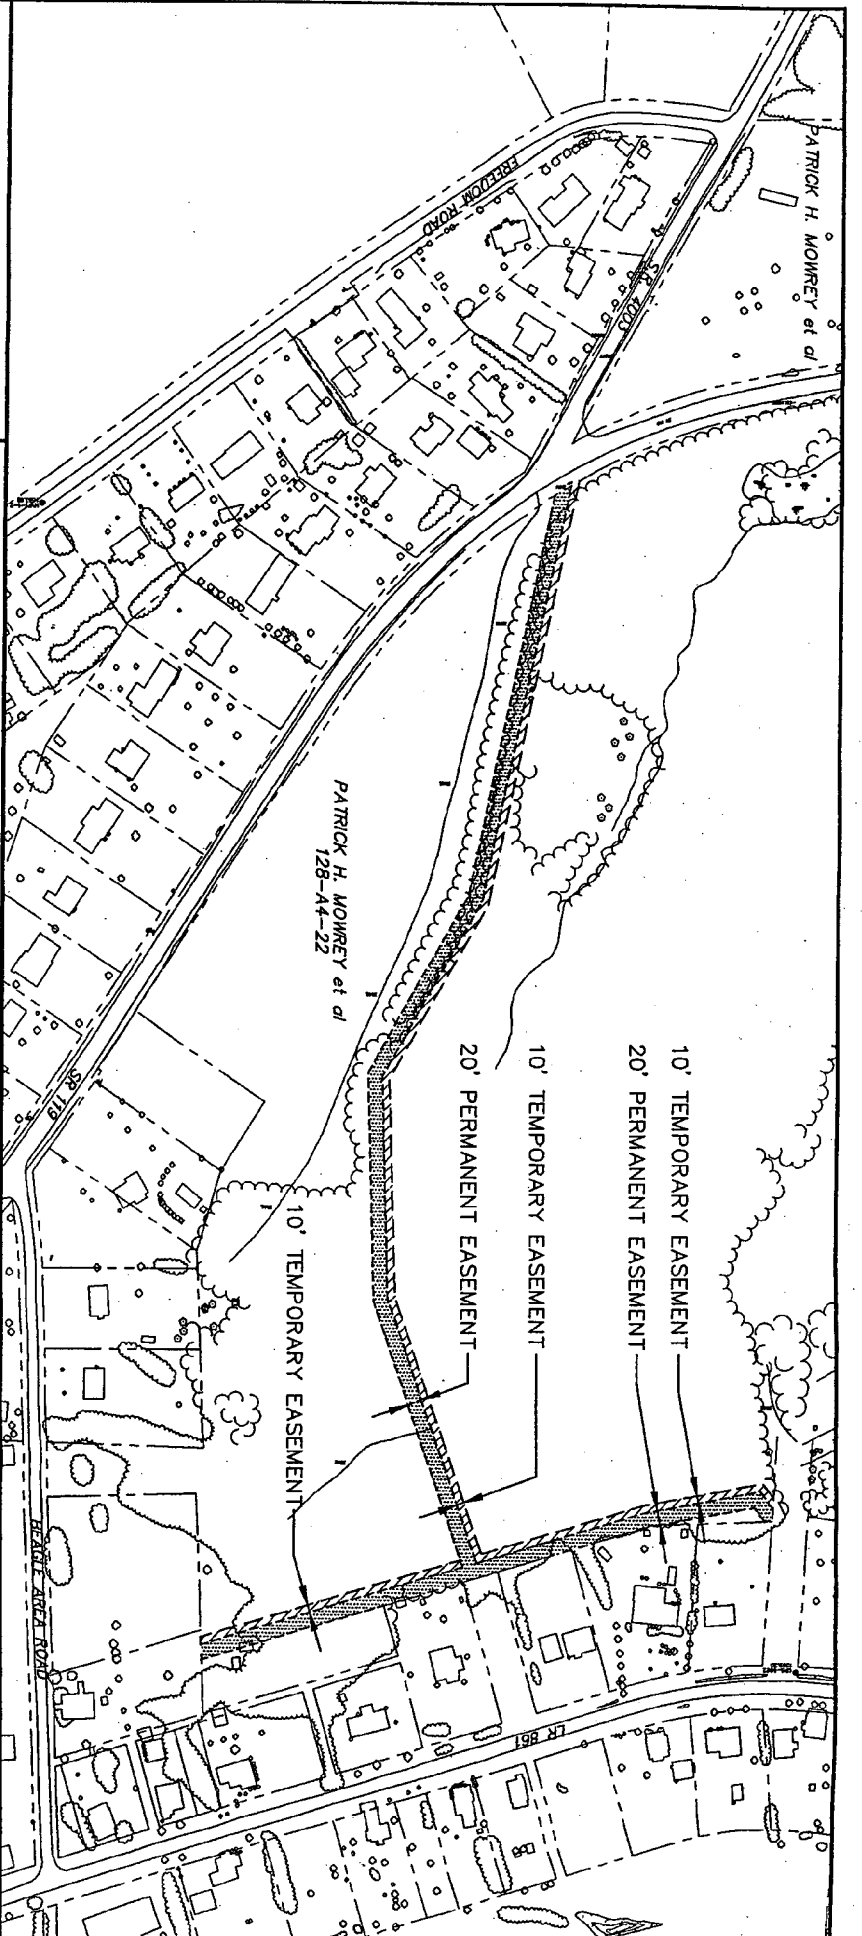 PATRICK H. MOWREY et al
FREEDOM ROAD
SR 4003
PATRICK H. MOWREY et al
128-A4-22
10' TEMPORARY EASEMENT
20' PERMANENT EASEMENT
10' TEMPORARY EASEMENT
20' PERMANENT EASEMENT
10' TEMPORARY EASEMENT
SR 119
BEAGLE AREA ROAD
LR 861